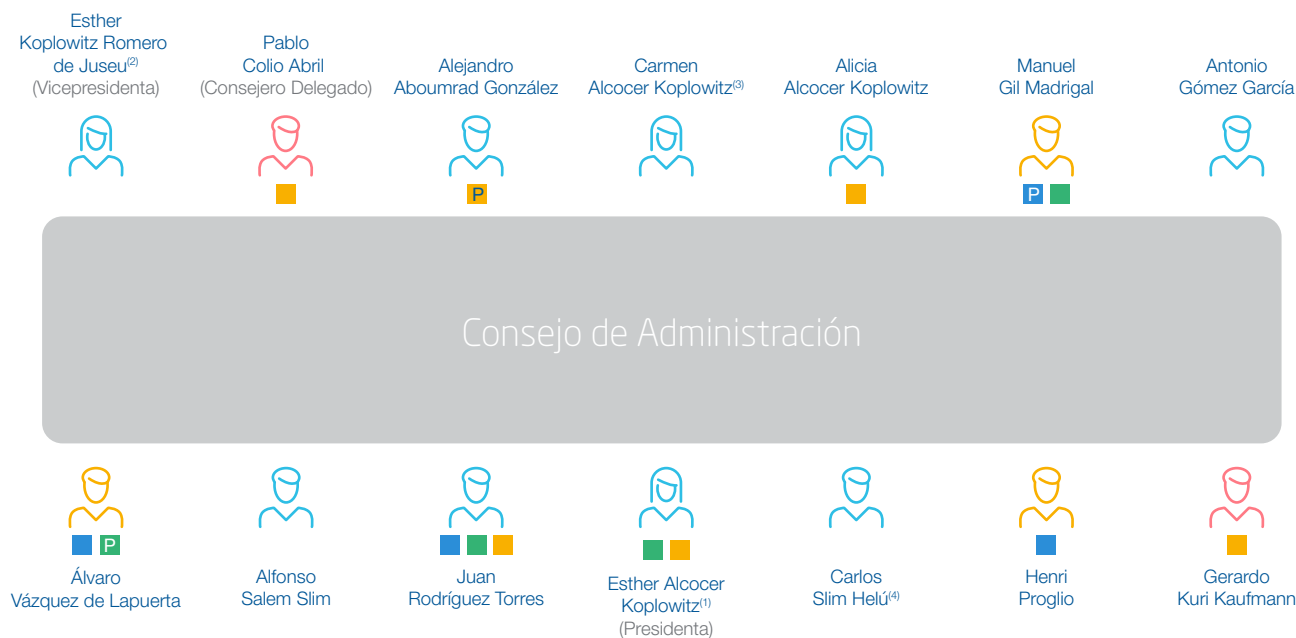 Esther
Koplowitz Romero
de Juseu(2)
(Vicepresidenta)
Pablo
Colio Abril
(Consejero Delegado)
Alejandro
Aboumrad González
Carmen
Alcocer Koplowitz(3)
Alicia
Alcocer Koplowitz
Manuel
Gil Madrigal
Antonio
Gómez García
P
P
Consejo de Administración
P
Álvaro
Vázquez de Lapuerta
Alfonso
Salem Slim
Juan
Rodríguez Torres
Esther Alcocer
Koplowitz(1)
(Presidenta)
Carlos
Slim Helú(4)
Henri
Proglio
Gerardo
Kuri Kaufmann